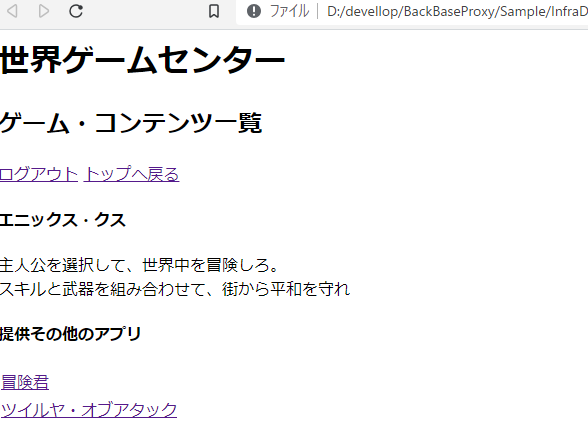 ファイル D:/devellop/BackBaseProxy/Sample/InfraD
世界ゲームセンター
ゲーム・コンテンツ一覧
ログアウト トップへ戻る
エニックス・クス
主人公を選択して、世界中を冒険しろ。
スキルと武器を組み合わせて、街から平和を守れ
提供その他のアプリ
冒険君
ツイルヤ・オブアタック